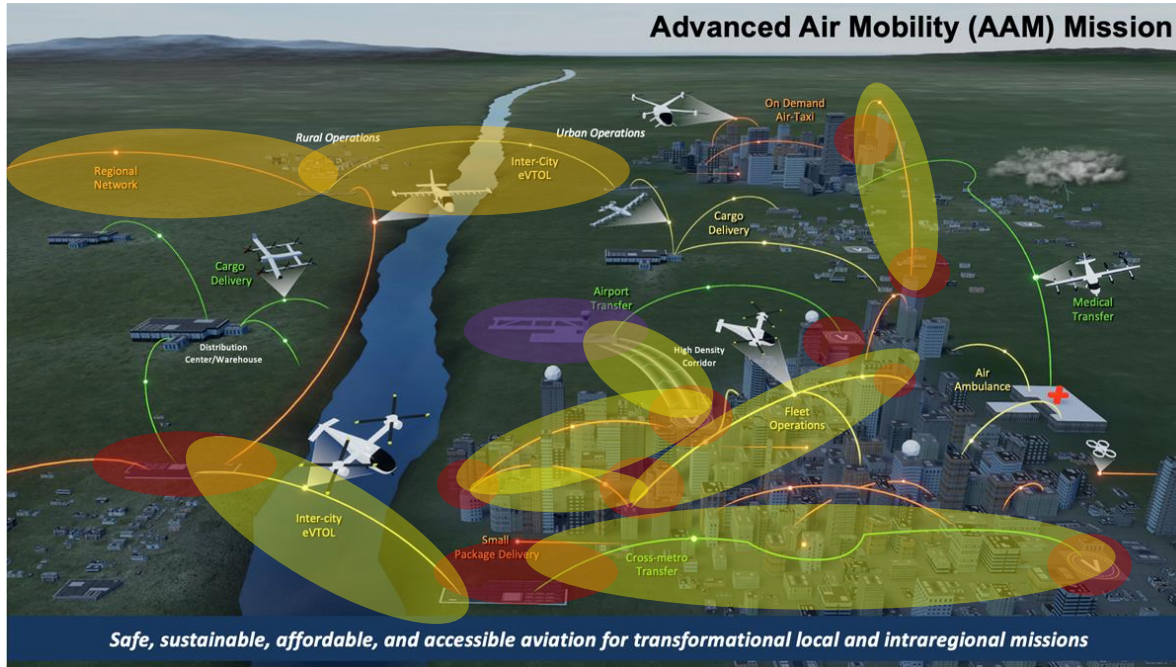 Advanced Air Mobility (AAM) Mission
On Demand
Air-Taxi
Rural Operations
Urban Operations
Inter-City
eVTOL
Regional
Network
Cargo
Delivery
Cargo
Delivery
Airport
Transfer
Medical
Transfer
Distribution
Center/Warehouse
High Density
Corridor
Air
Ambulance
Fleet
Operations
Inter-city
eVTOL
Small
Package Delivery
Cross-metro
Transfer
Safe, sustainable, affordable, and accessible aviation for transformational local and intraregional missions